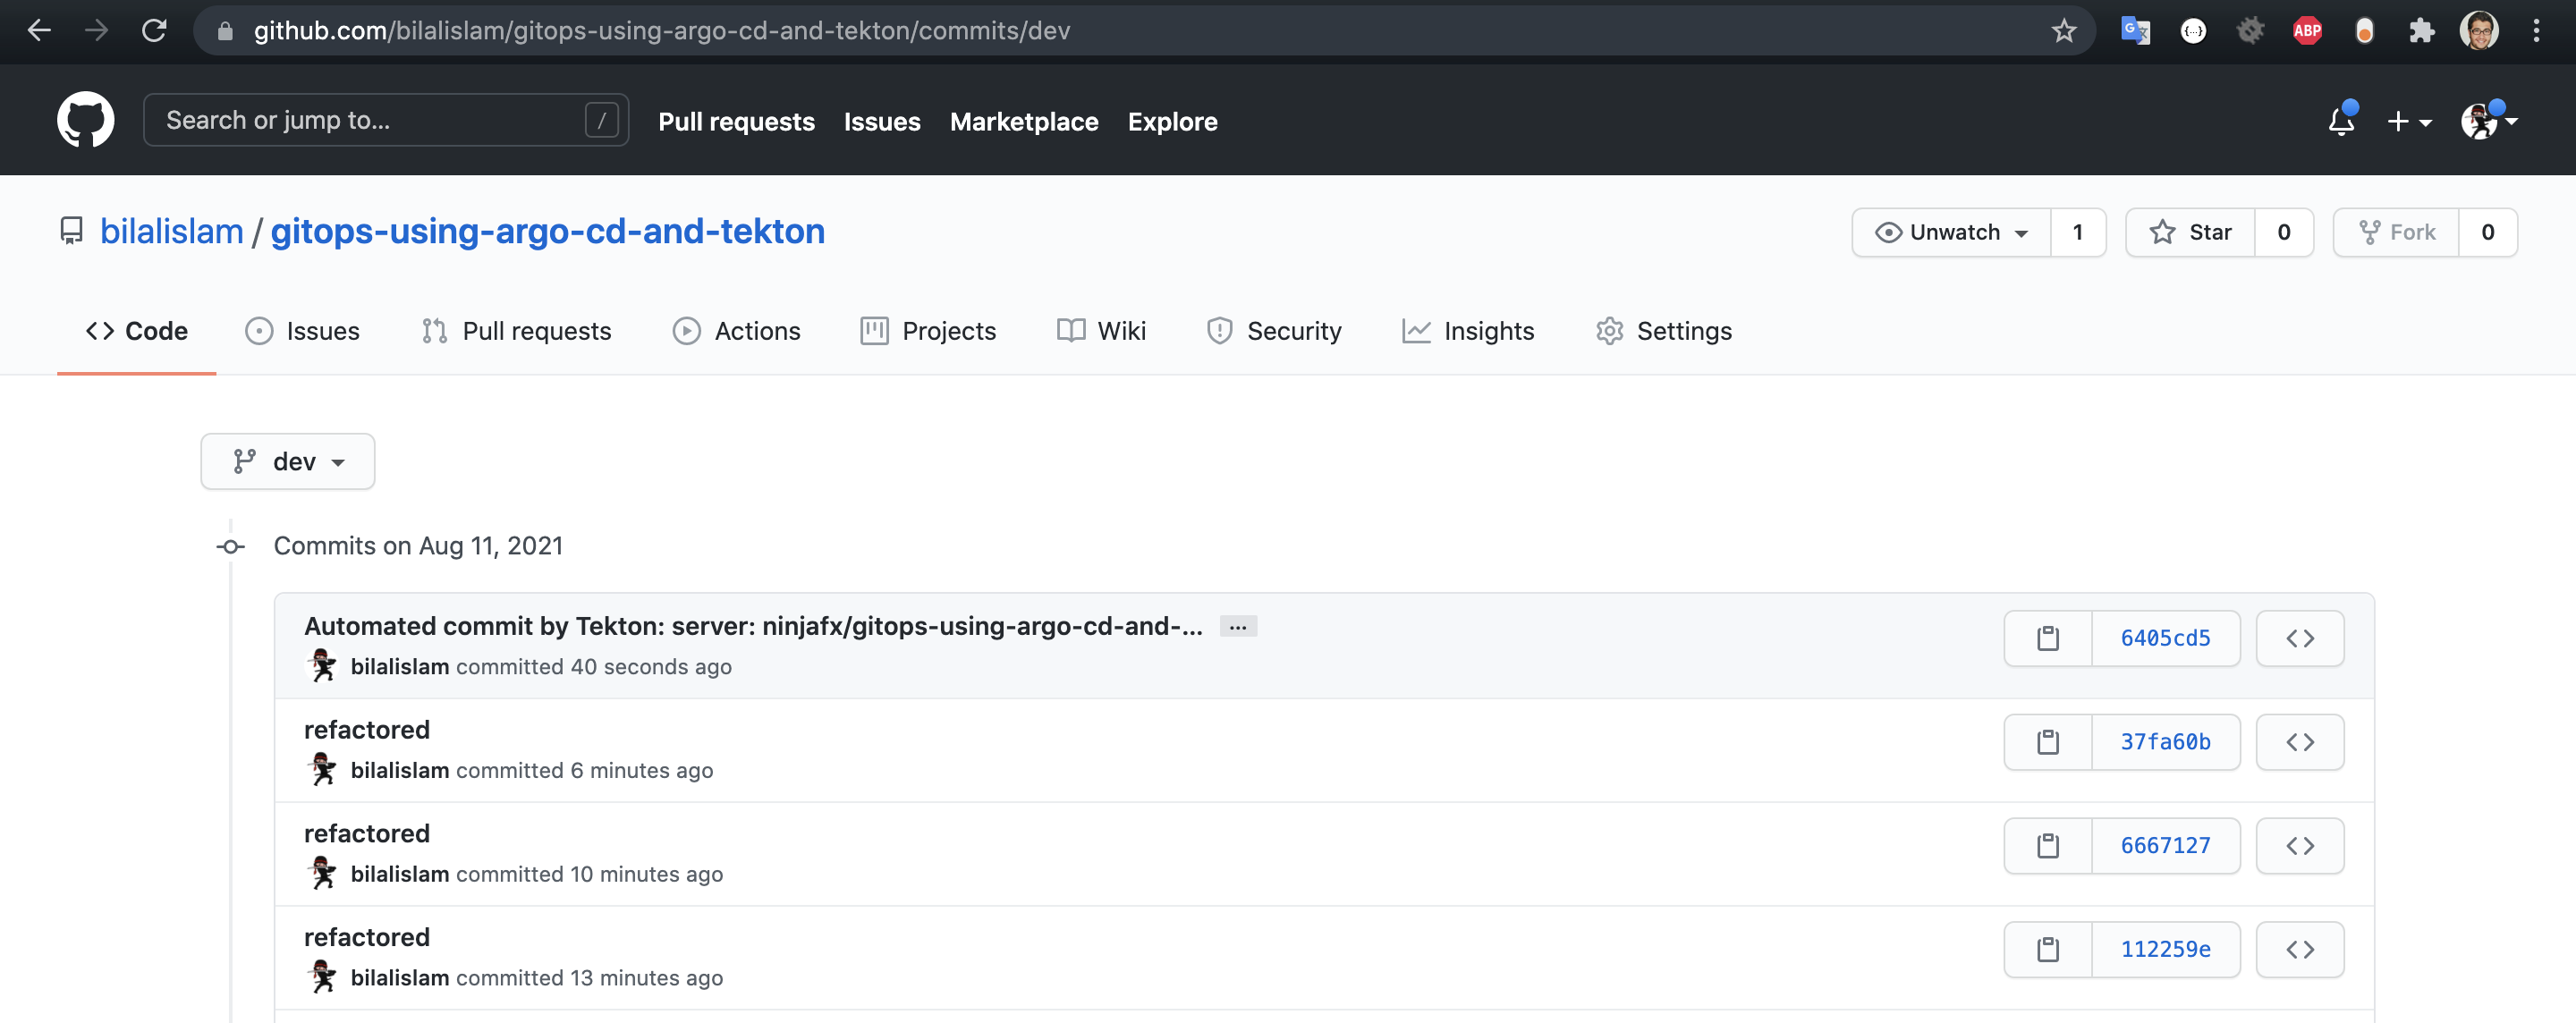 github.com/bilalislam/gitops-using-argo-cd-and-tekton/commits/dev
ABP
Search or jump to... /
Pull requests Issues Marketplace Explore
bilalislam / gitops-using-argo-cd-and-tekton
Unwatch 1 Star 0 Fork 0
Code Issues Pull requests Actions Projects Wiki Security Insights Settings
dev
Commits on Aug 11, 2021
Automated commit by Tekton: server: ninjafx/gitops-using-argo-cd-and-... ...
6405cd5
bilalislam committed 40 seconds ago
refactored
37fa60b
bilalislam committed 6 minutes ago
refactored
6667127
bilalislam committed 10 minutes ago
refactored
112259e
bilalislam committed 13 minutes ago